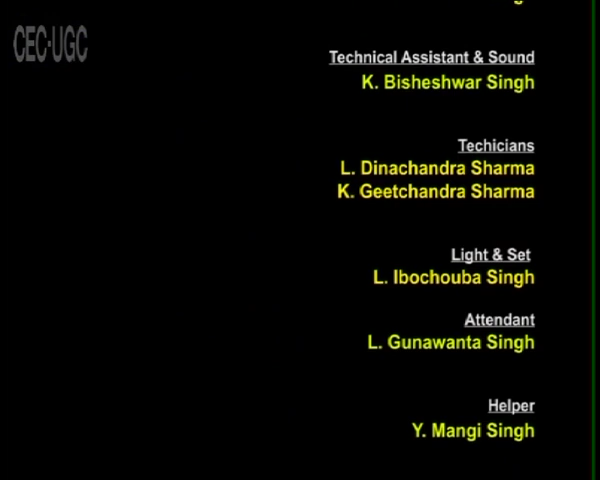 CEC-UGC
Technical Assistant & Sound
K. Bisheshwar Singh
Techicians
L. Dinachandra Sharma
K. Geetchandra Sharma
Light & Set
L. Ibochouba Singh
Attendant
L. Gunawanta Singh
Helper
Y. Mangi Singh